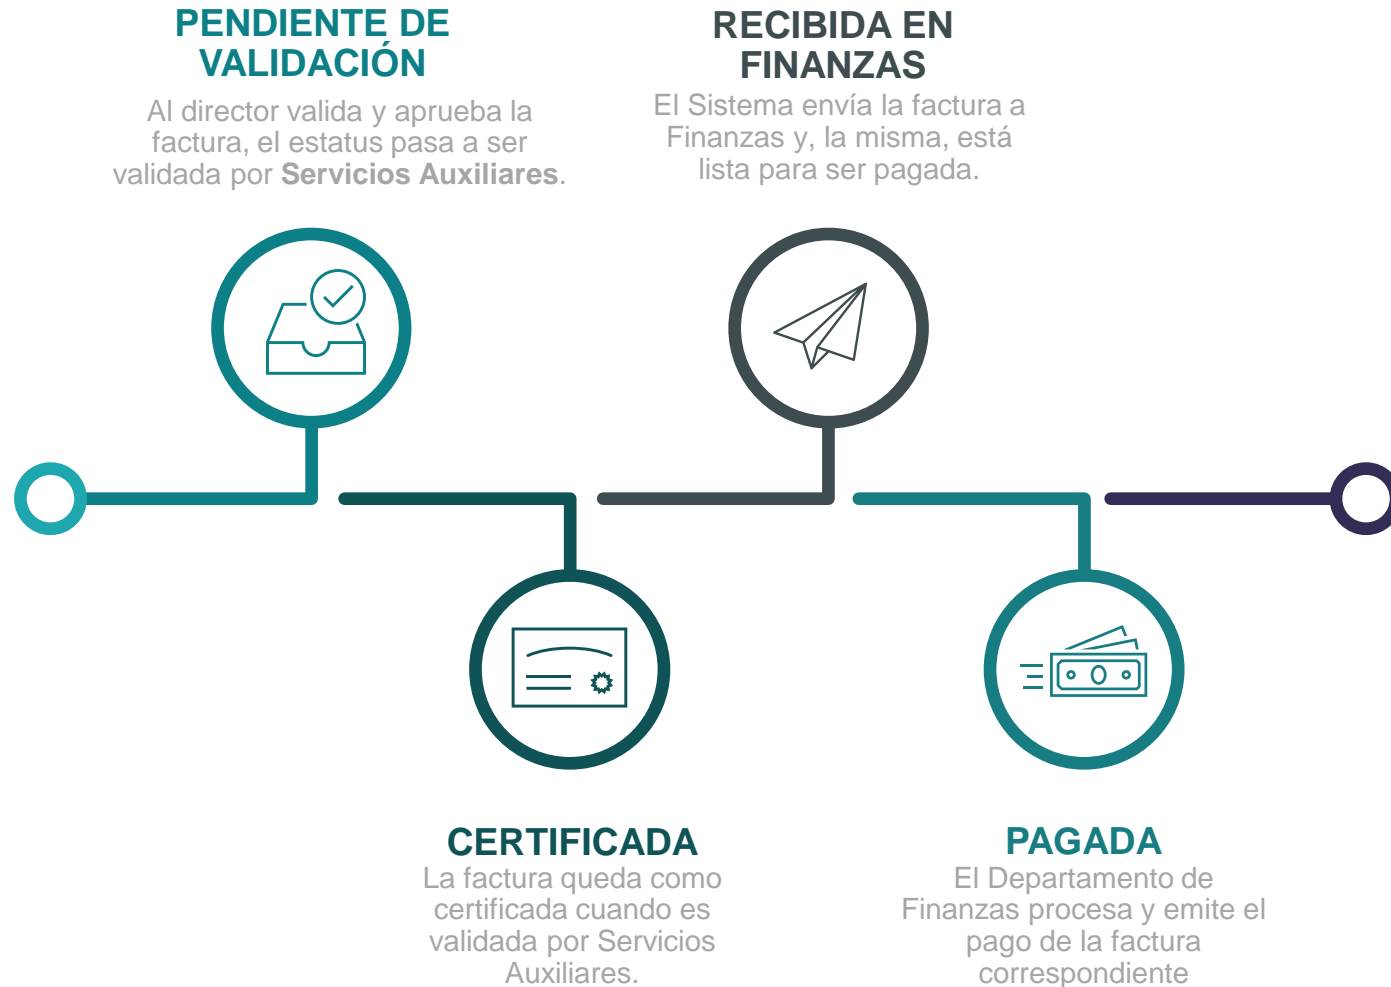 PENDIENTE DE
VALIDACIÓN
Al director valida y aprueba la
factura, el estatus pasa a ser
validada por Servicios Auxiliares.
RECIBIDA EN
FINANZAS
El Sistema envía la factura a
Finanzas y, la misma, está
lista para ser pagada.
CERTIFICADA
La factura queda como
certificada cuando es
validada por Servicios
Auxiliares.
PAGADA
El Departamento de
Finanzas procesa y emite el
pago de la factura
correspondiente